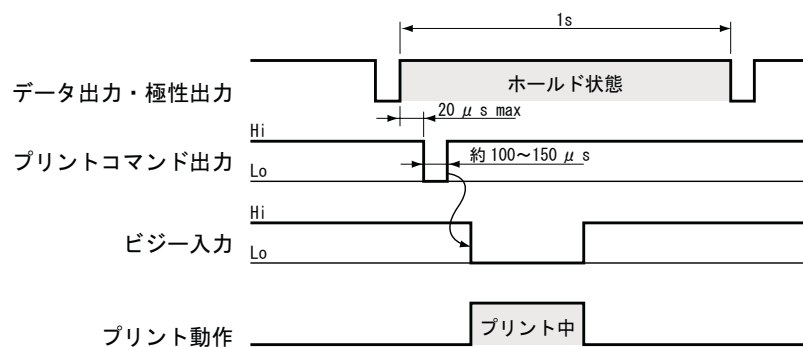 1s
データ出力・極性出力
ホールド状態
20 μ s max
Hi
プリントコマンド出力
約 100～150 μ s
Lo
Hi
ビジー入力
Lo
プリント動作
プリント中